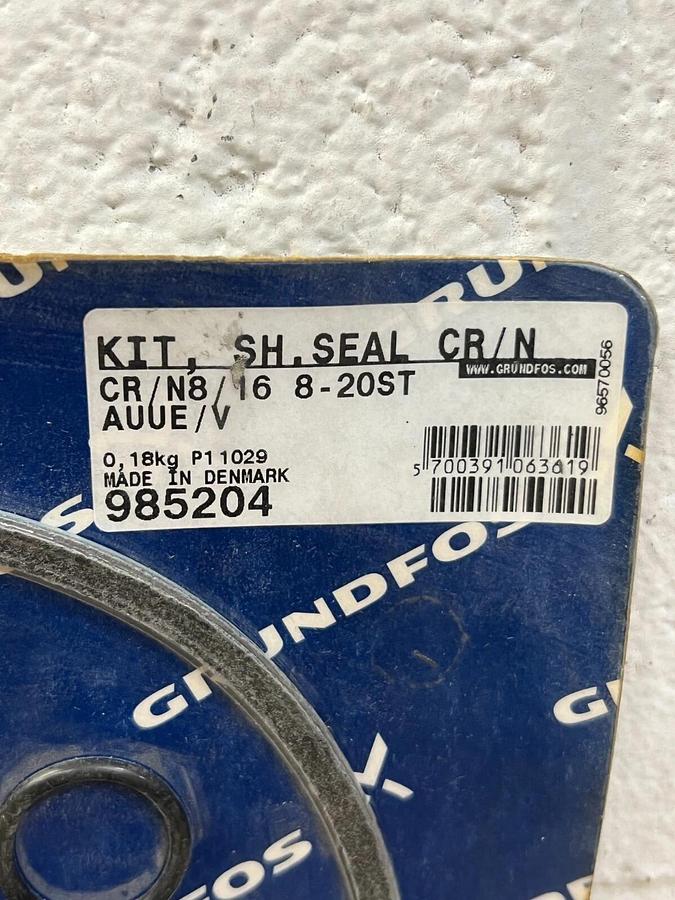 KIT, SH.SEAL CR/N
WWW.GRUNDFOS.COM
CR/N8/16 8-20ST
AUUE/V
96570056
0,18kg P11029
MADE IN DENMARK
985204
5 700391 063619
GRUNDFOS